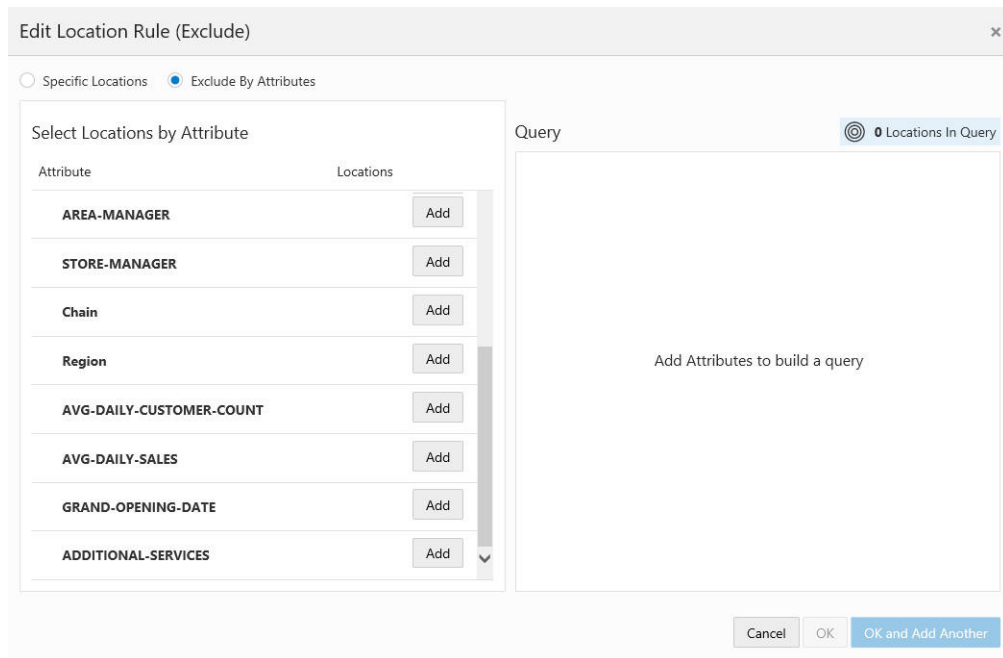 Edit Location Rule (Exclude) ×
Specific Locations Exclude By Attributes
Select Locations by Attribute
Attribute Locations
AREA-MANAGER Add
STORE-MANAGER Add
Chain Add
Region Add
AVG-DAILY-CUSTOMER-COUNT Add
AVG-DAILY-SALES Add
GRAND-OPENING-DATE Add
ADDITIONAL-SERVICES Add
Query 0 Locations In Query
Add Attributes to build a query
Cancel OK OK and Add Another